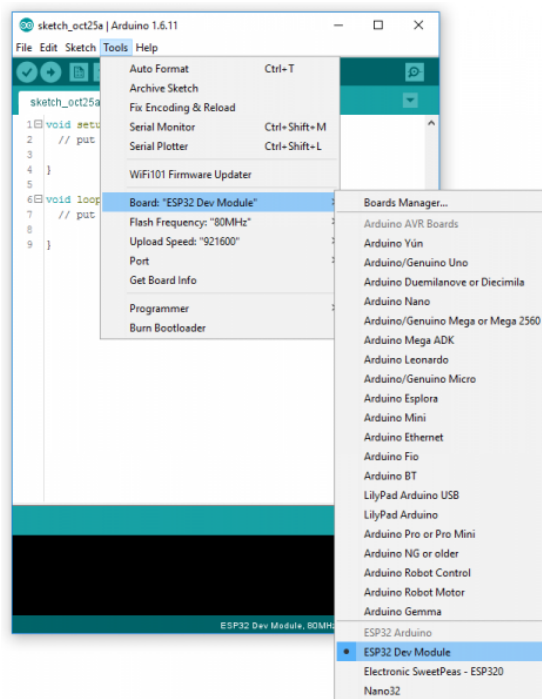 sketch_oct25a | Arduino 1.6.11
File Edit Sketch Tools Help
sketch_oct25a
1 void setu
2 // put
3
4 }
5
6 void loop
7 // put
8
9 }
Auto Format Ctrl+T
Archive Sketch
Fix Encoding & Reload
Serial Monitor Ctrl+Shift+M
Serial Plotter Ctrl+Shift+L
WiFi101 Firmware Updater
Board: "ESP32 Dev Module"
Flash Frequency: "80MHz"
Upload Speed: "921600"
Port
Get Board Info
Programmer
Burn Bootloader
Boards Manager...
Arduino AVR Boards
Arduino Yún
Arduino/Genuino Uno
Arduino Duemilanove or Diecimila
Arduino Nano
Arduino/Genuino Mega or Mega 2560
Arduino Mega ADK
Arduino Leonardo
Arduino/Genuino Micro
Arduino Esplora
Arduino Mini
Arduino Ethernet
Arduino Fio
Arduino BT
LilyPad Arduino USB
LilyPad Arduino
Arduino Pro or Pro Mini
Arduino NG or older
Arduino Robot Control
Arduino Robot Motor
Arduino Gemma
ESP32 Arduino
ESP32 Dev Module
Electronic SweetPeas - ESP320
Nano32
ESP32 Dev Module, 80MHz